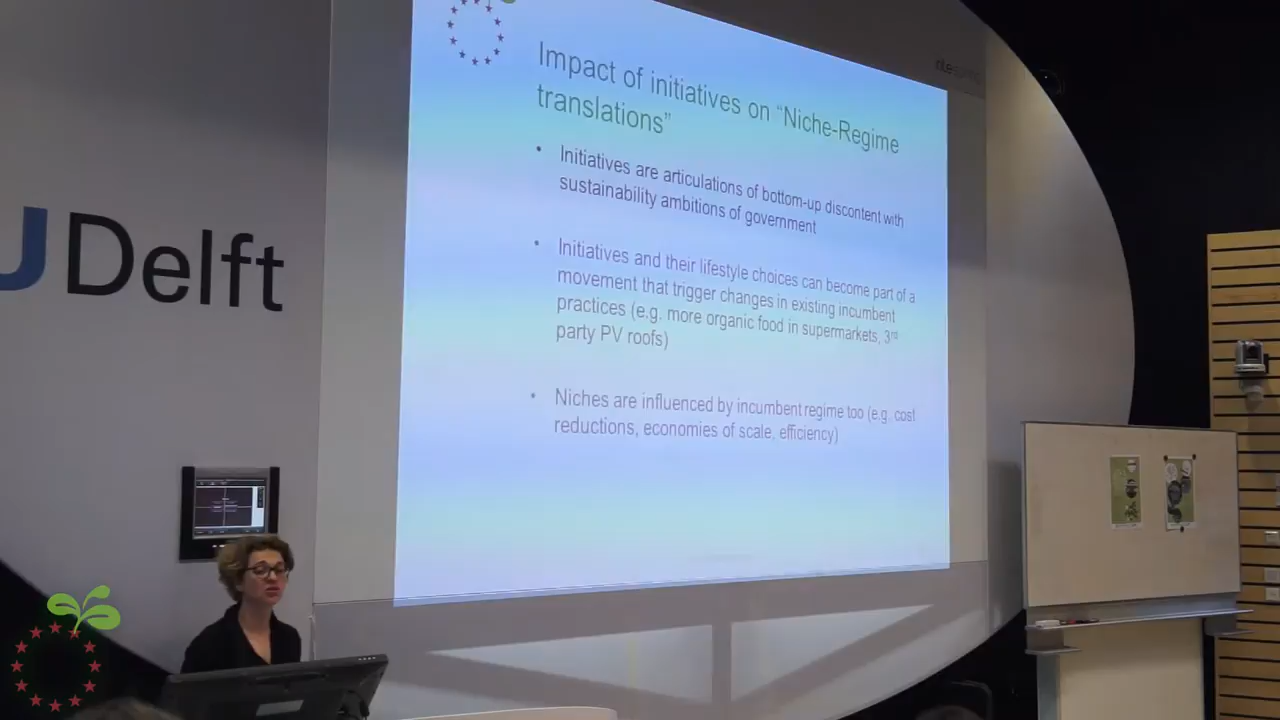 Impact of initiatives on “Niche-Regime
translations”
• Initiatives are articulations of bottom-up discontent with
sustainability ambitions of government
• Initiatives and their lifestyle choices can become part of a
movement that trigger changes in existing incumbent
practices (e.g. more organic food in supermarkets, 3rd
party PV roofs)
• Niches are influenced by incumbent regime too (e.g. cost
reductions, economies of scale, efficiency)
UDelft